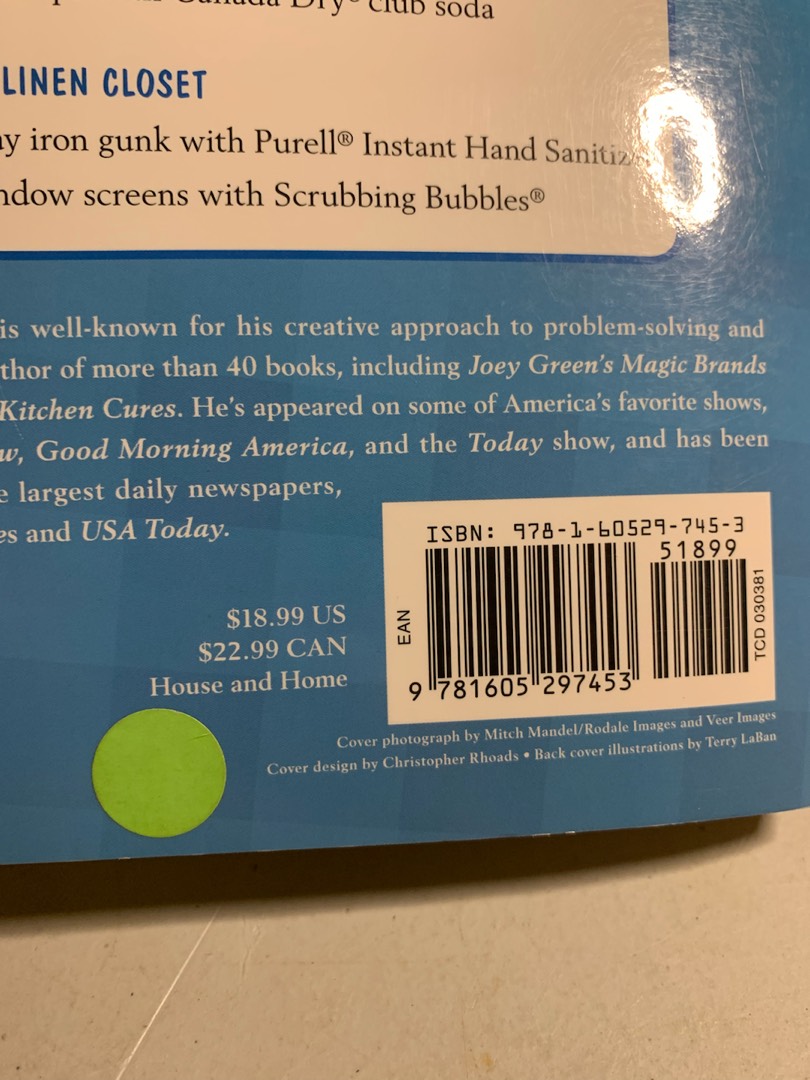 Canada Dry® club soda
LINEN CLOSET
iron gunk with Purell® Instant Hand
screens with Scrubbing Bubbles®
is well-known for his creative approach to problem-solving and
of more than 40 books, including Joey Green's Magic Brands
Kitchen Cures. He's appeared on some of America's favorite shows,
Good Morning America, and the Today show, and has been
largest daily newspapers,
and USA Today.
ISBN: 978-1-60529-745-3
51899
EAN
TCD 030381
9 781605 297453
$18.99 US
$22.99 CAN
House and Home
Cover photograph by Mitch Mandel/Rodale Images and Veer Images
Cover design by Christopher Rhoads • Back cover illustrations by Terry LaBan